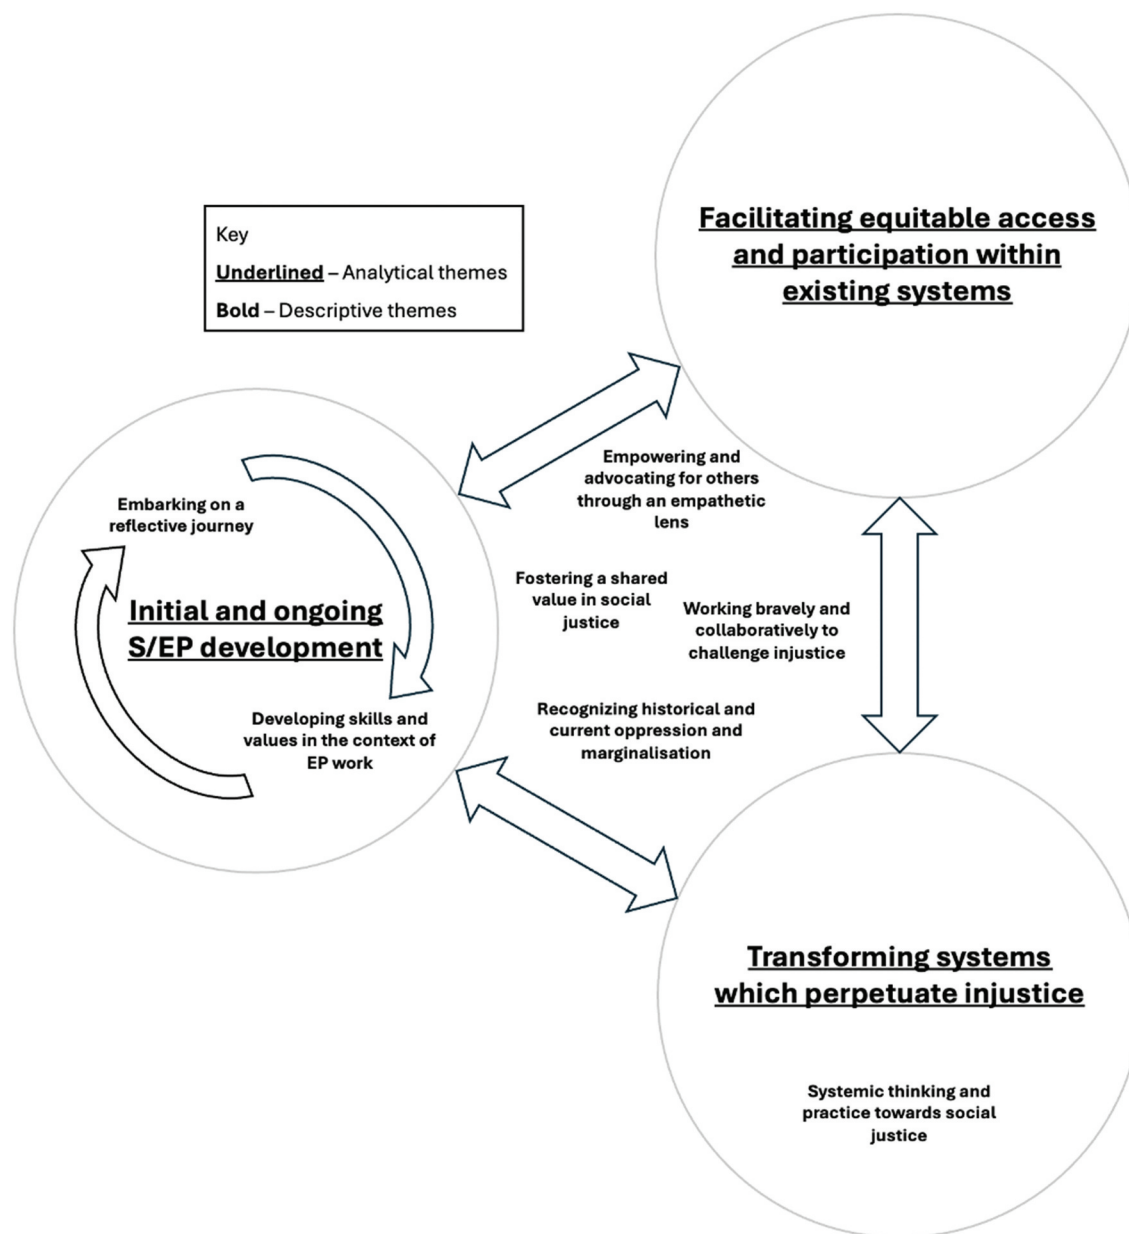 Facilitating equitable access
and participation within
existing systems
Key
Underlined – Analytical themes
Bold – Descriptive themes
Empowering and
advocating for others
through an empathetic
lens
Embarking on a
reflective journey
Initial and ongoing
S/EP development
Developing skills and
values in the context of
EP work
Fostering a shared
value in social
justice
Working bravely and
collaboratively to
challenge injustice
Recognizing historical and
current oppression and
marginalisation
Transforming systems
which perpetuate injustice
Systemic thinking and
practice towards social
justice